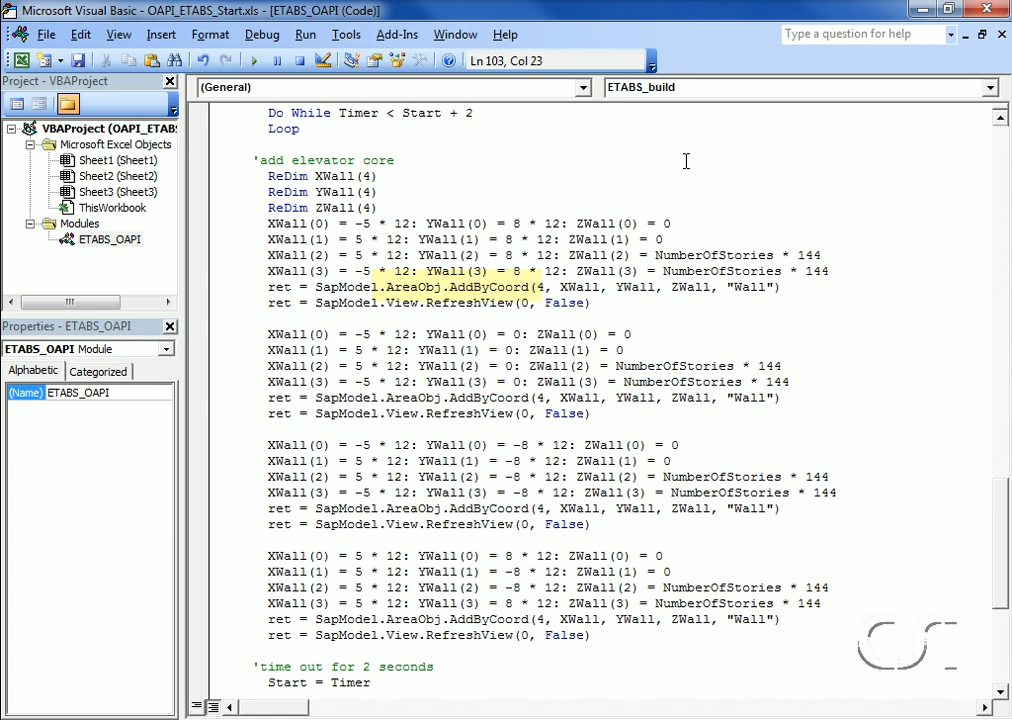 Microsoft Visual Basic - OAPI_ETABS_Start.xls - [ETABS_OAPI (Code)]
File Edit View Insert Format Debug Run Tools Add-Ins Window Help
Type a question for help
Ln 103, Col 23
Project - VBAProject
(General)
ETABS_build
VBAProject (OAPI_ETABS
Microsoft Excel Objects
Sheet1 (Sheet1)
Sheet2 (Sheet2)
Sheet3 (Sheet3)
ThisWorkbook
Modules
ETABS_OAPI
Properties - ETABS_OAPI
ETABS_OAPI Module
Alphabetic Categorized
(Name) ETABS_OAPI
Do While Timer < Start + 2
Loop
'add elevator core
ReDim XWall(4)
ReDim YWall(4)
ReDim ZWall(4)
XWall(0) = -5 * 12: YWall(0) = 8 * 12: ZWall(0) = 0
XWall(1) = 5 * 12: YWall(1) = 8 * 12: ZWall(1) = 0
XWall(2) = 5 * 12: YWall(2) = 8 * 12: ZWall(2) = NumberOfStories * 144
XWall(3) = -5 * 12: YWall(3) = 8 * 12: ZWall(3) = NumberOfStories * 144
ret = SapModel.AreaObj.AddByCoord(4, XWall, YWall, ZWall, "Wall")
ret = SapModel.View.RefreshView(0, False)
XWall(0) = -5 * 12: YWall(0) = 0: ZWall(0) = 0
XWall(1) = 5 * 12: YWall(1) = 0: ZWall(1) = 0
XWall(2) = 5 * 12: YWall(2) = 0: ZWall(2) = NumberOfStories * 144
XWall(3) = -5 * 12: YWall(3) = 0: ZWall(3) = NumberOfStories * 144
ret = SapModel.AreaObj.AddByCoord(4, XWall, YWall, ZWall, "Wall")
ret = SapModel.View.RefreshView(0, False)
XWall(0) = -5 * 12: YWall(0) = -8 * 12: ZWall(0) = 0
XWall(1) = 5 * 12: YWall(1) = -8 * 12: ZWall(1) = 0
XWall(2) = 5 * 12: YWall(2) = -8 * 12: ZWall(2) = NumberOfStories * 144
XWall(3) = -5 * 12: YWall(3) = -8 * 12: ZWall(3) = NumberOfStories * 144
ret = SapModel.AreaObj.AddByCoord(4, XWall, YWall, ZWall, "Wall")
ret = SapModel.View.RefreshView(0, False)
XWall(0) = 5 * 12: YWall(0) = 8 * 12: ZWall(0) = 0
XWall(1) = 5 * 12: YWall(1) = -8 * 12: ZWall(1) = 0
XWall(2) = 5 * 12: YWall(2) = -8 * 12: ZWall(2) = NumberOfStories * 144
XWall(3) = 5 * 12: YWall(3) = 8 * 12: ZWall(3) = NumberOfStories * 144
ret = SapModel.AreaObj.AddByCoord(4, XWall, YWall, ZWall, "Wall")
ret = SapModel.View.RefreshView(0, False)
'time out for 2 seconds
Start = Timer
CSI